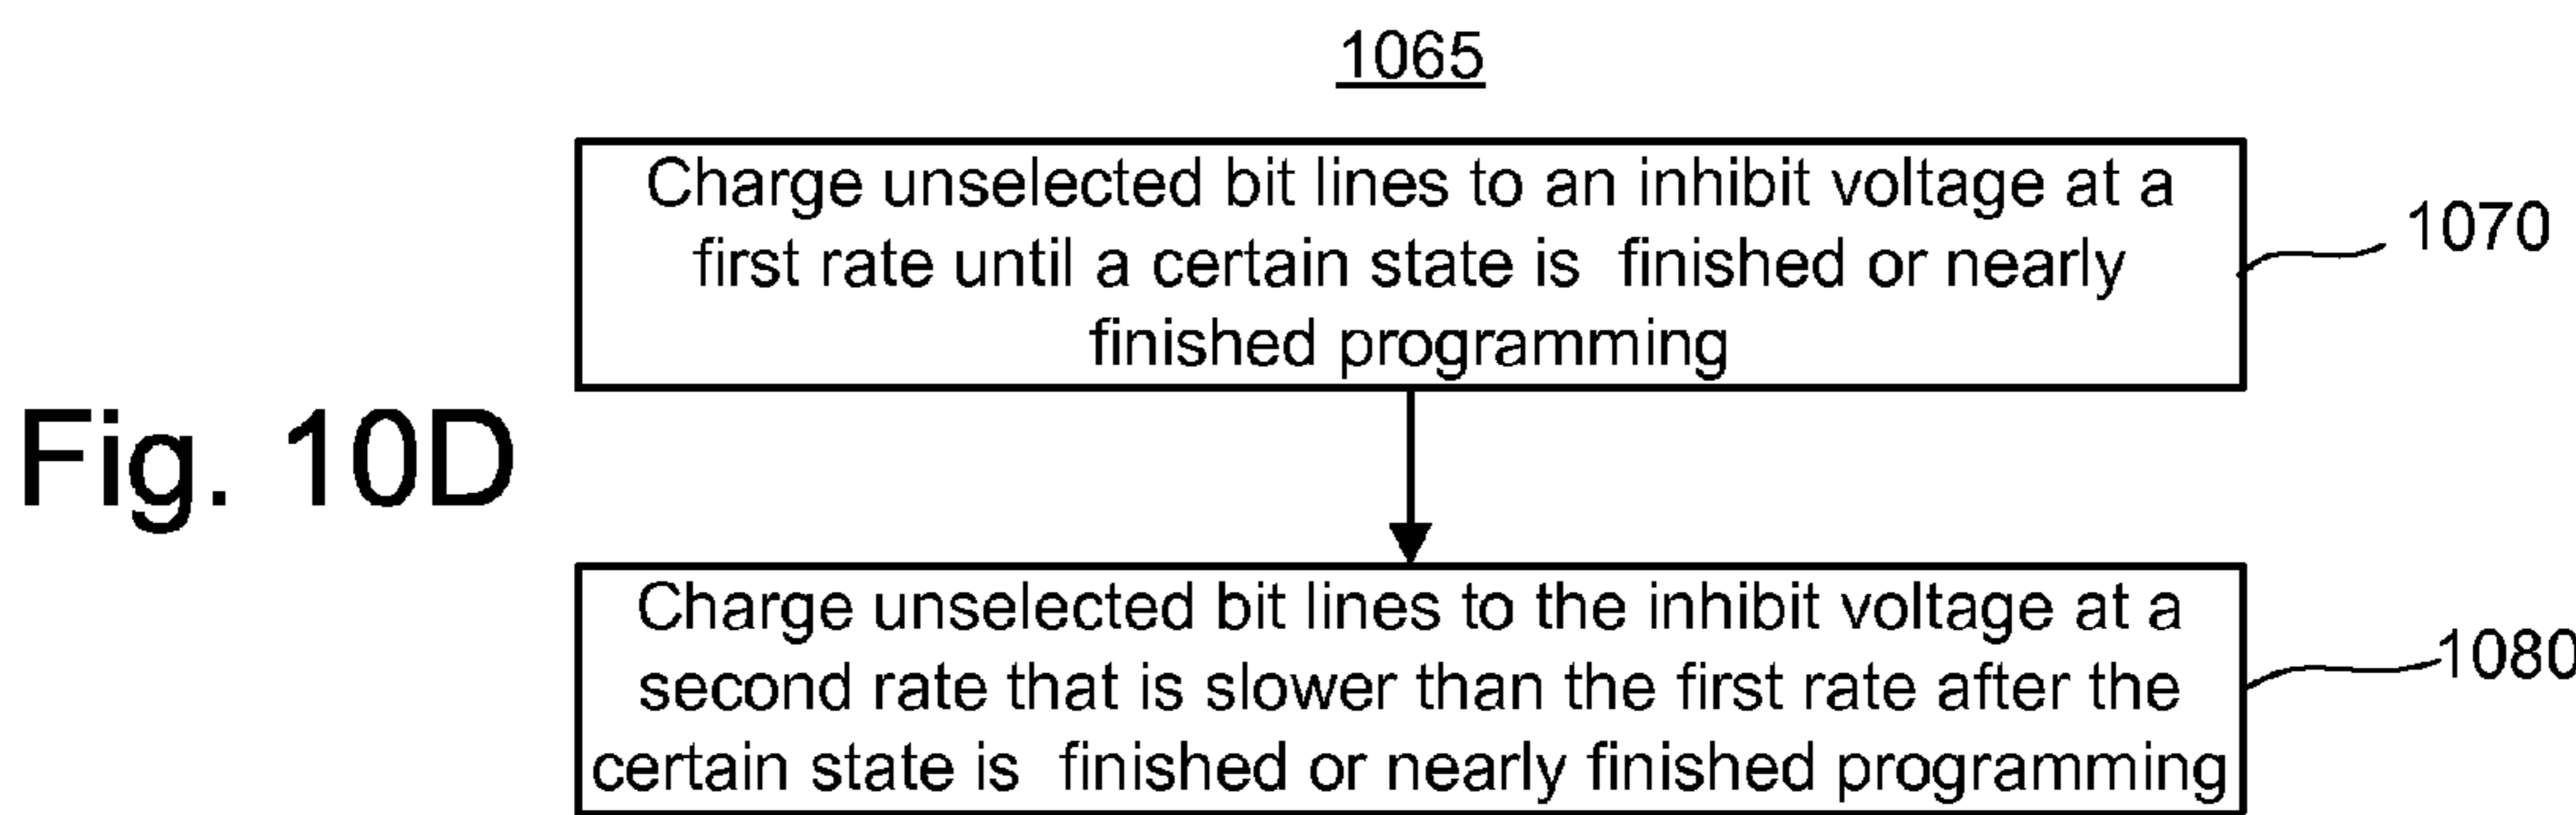 1065
Charge unselected bit lines to an inhibit voltage at a
first rate until a certain state is finished or nearly
finished programming
1070
Fig. 10D
Charge unselected bit lines to the inhibit voltage at a
second rate that is slower than the first rate after the
certain state is finished or nearly finished programming
1080